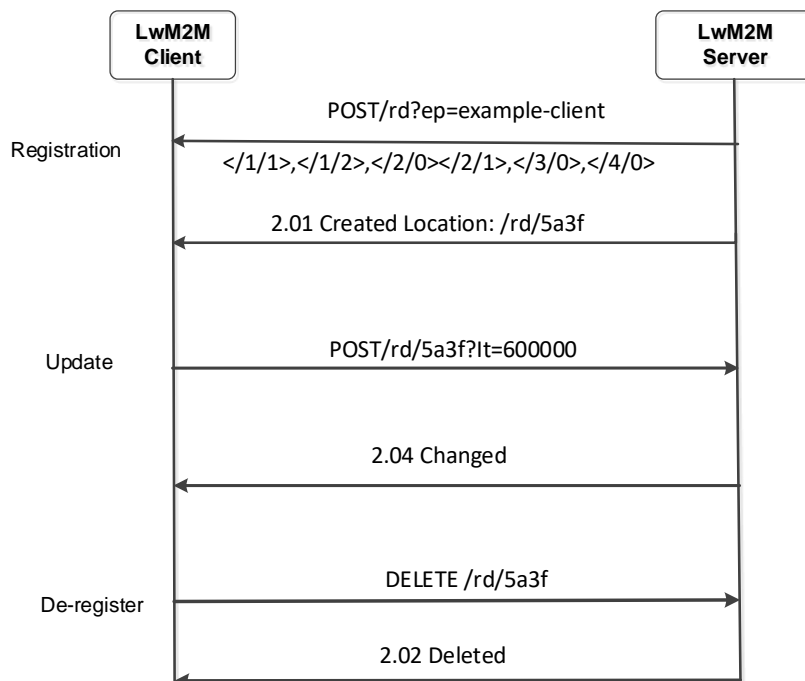 LwM2M
Client
LwM2M
Server
POST/rd?ep=example-client
Registration
</1/1>,</1/2>,</2/0></2/1>,</3/0>,</4/0>
2.01 Created Location: /rd/5a3f
POST/rd/5a3f?It=600000
Update
2.04 Changed
DELETE /rd/5a3f
De-register
2.02 Deleted